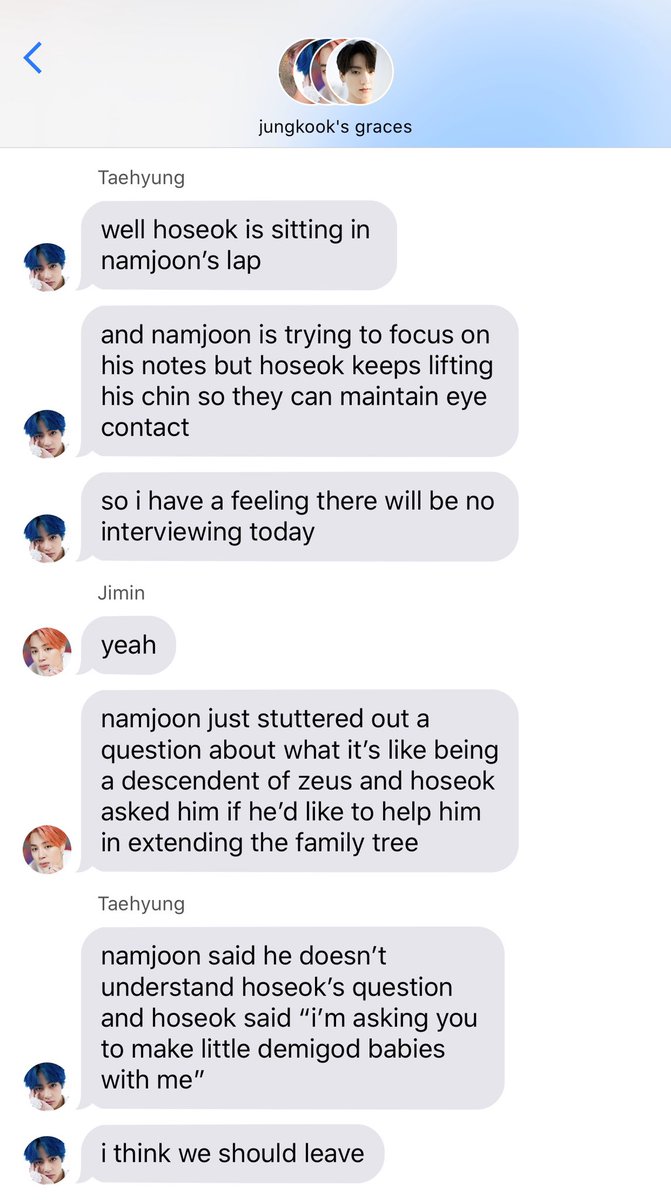 jungkook's graces
Taehyung
well hoseok is sitting in
namjoon’s lap
and namjoon is trying to focus on
his notes but hoseok keeps lifting
his chin so they can maintain eye
contact
so i have a feeling there will be no
interviewing today
Jimin
yeah
namjoon just stuttered out a
question about what it’s like being
a descendent of zeus and hoseok
asked him if he’d like to help him
in extending the family tree
Taehyung
namjoon said he doesn’t
understand hoseok’s question
and hoseok said “i’m asking you
to make little demigod babies
with me”
i think we should leave